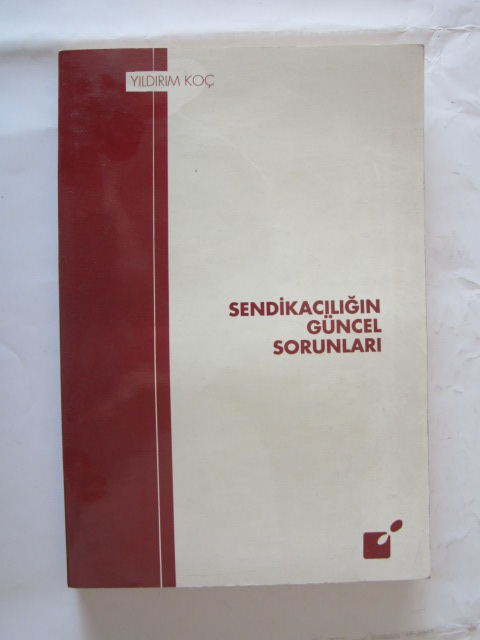 YILDIRIM KOÇ
SENDİKACILIĞIN
GÜNCEL
SORUNLARI